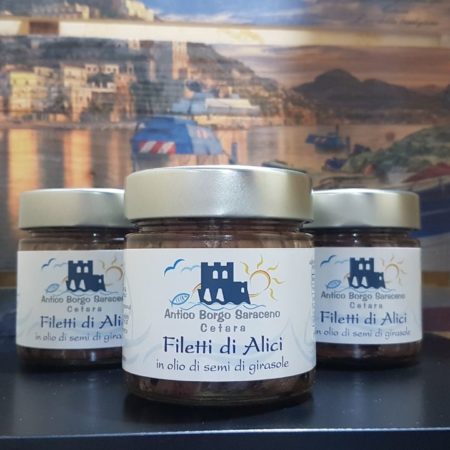 Antico Borgo Saraceno
Cetara
Filetti di Alici
in olio di semi di girasole
Antico Borgo Saraceno
Cetara
Filetti di Alici
in olio di semi di girasole
Antico Borgo Saraceno
Cetara
Filetti di Alici
in olio di semi di girasole